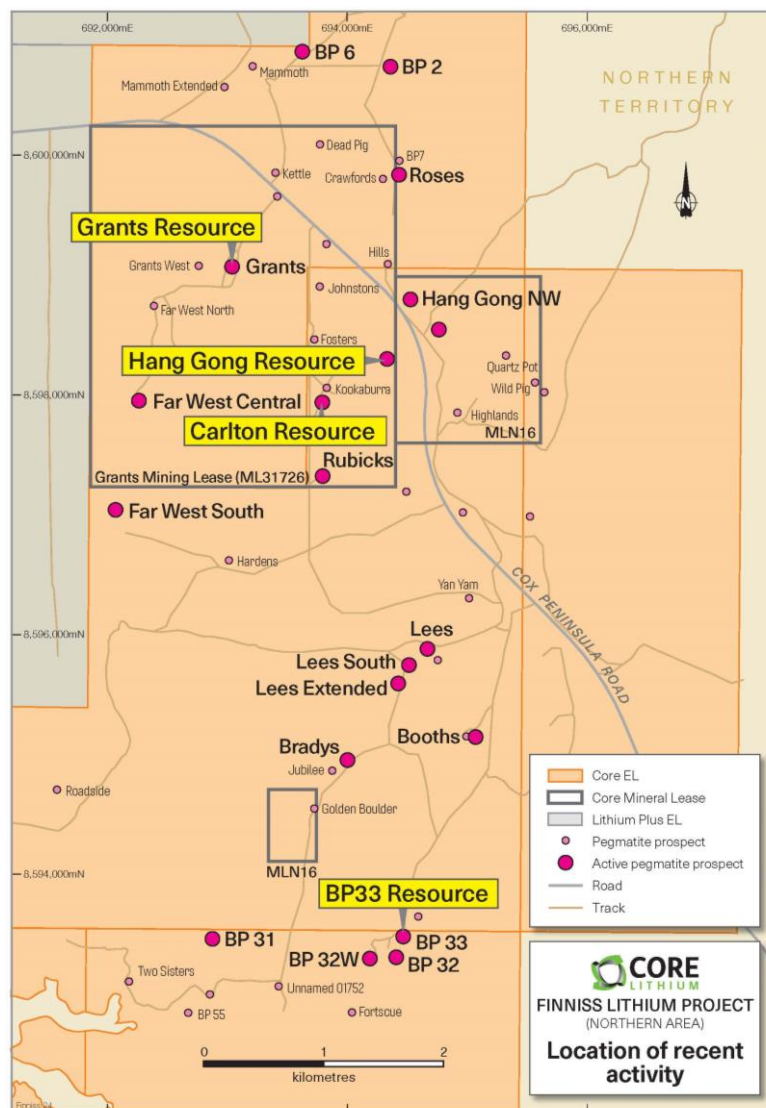 692,000mE
694,000mE
696,000mE
BP 6
Mammoth
BP 2
Mammoth Extended
NORTHERN
TERRITORY
8,600,000mN
Dead Pig
BP7
Kettle
Crawfords
Roses
N
Grants Resource
Grants West
Grants
Hills
Johnstons
Hang Gong NW
Far West North
Fosters
Hang Gong Resource
Quartz Pot
Kookaburra
Wild Pig
8,598,000mN
Far West Central
Highlands
Carlton Resource
MLN16
Rubicks
Grants Mining Lease (ML31726)
Far West South
Hardens
Yan Yam
COX PENINSULA ROAD
8,596,000mN
Lees
Lees South
Lees Extended
Booths
Bradys
Jubilee
Roadside
Golden Boulder
8,594,000mN
MLN16
BP33 Resource
BP 31
BP 33
BP 32W
BP 32
Two Sisters
Unnamed 01752
BP 55
Fortscue
0 1 2
kilometres
Core EL
Core Mineral Lease
Lithium Plus EL
Pegmatite prospect
Active pegmatite prospect
Road
Track
CORE
LITHIUM
FINNISS LITHIUM PROJECT
(NORTHERN AREA)
Location of recent
activity